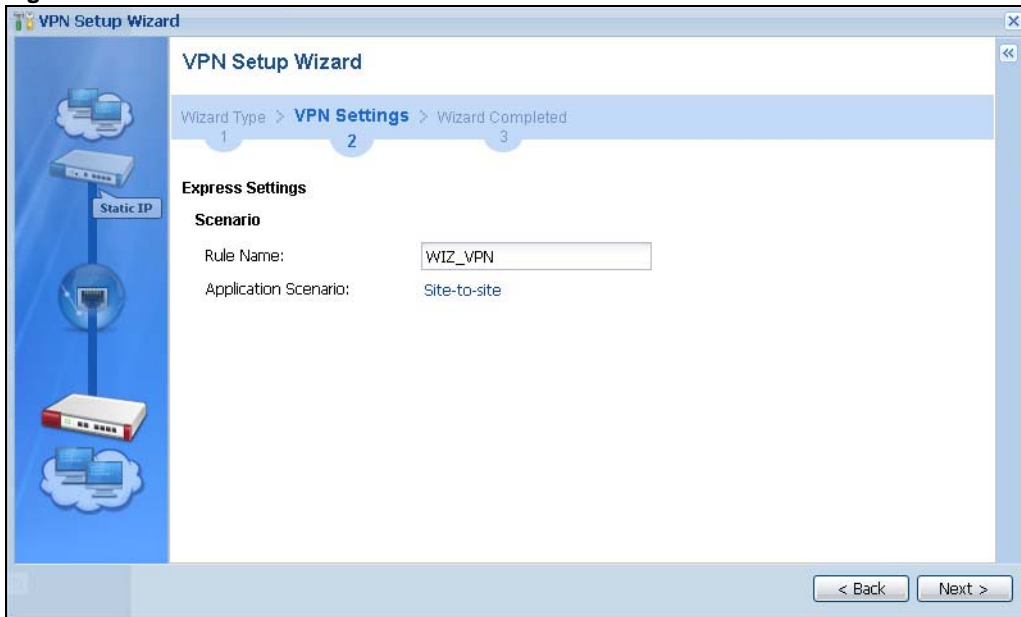 VPN Setup Wizard
VPN Setup Wizard
Wizard Type > VPN Settings > Wizard Completed
1 2 3
Static IP
Express Settings
Scenario
Rule Name: WIZ_VPN
Application Scenario: Site-to-site
< Back Next >